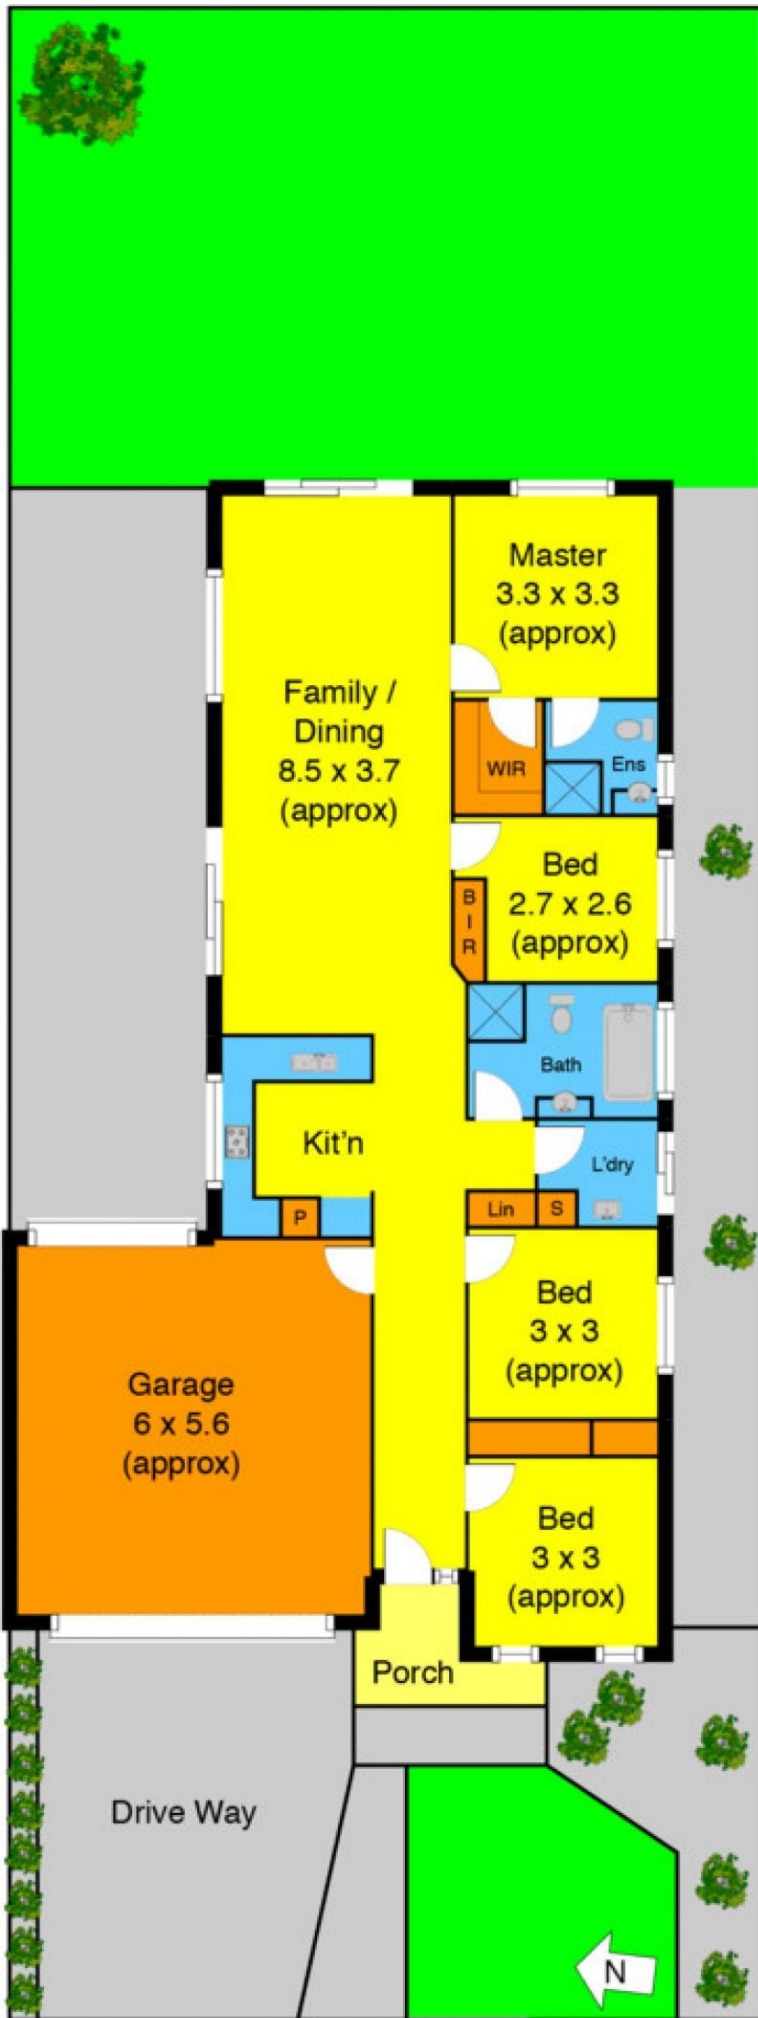 Master
3.3 x 3.3
(approx)
Family /
Dining
8.5 x 3.7
(approx)
WIR
Ens
Bed
2.7 x 2.6
(approx)
B
I
R
Bath
Kit'n
L'dry
P
Lin
S
Bed
3 x 3
(approx)
Garage
6 x 5.6
(approx)
Bed
3 x 3
(approx)
Porch
Drive Way
N